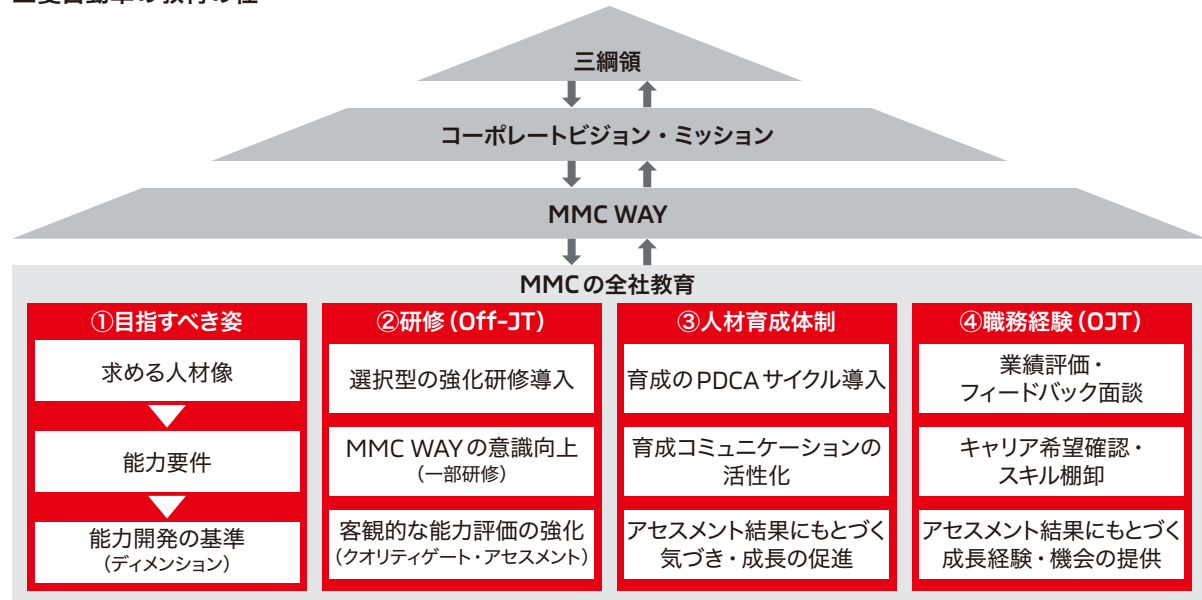 三綱領
コーポレートビジョン・ミッション
MMC WAY
MMCの全社教育
①目指すべき姿
求める人材像
能力要件
能力開発の基準
（ディメンション）
②研修（Off-JT）
選択型の強化研修導入
MMC WAYの意識向上
（一部研修）
客観的な能力評価の強化
（クオリティゲート・アセスメント）
③人材育成体制
育成のPDCAサイクル導入
育成コミュニケーションの
活性化
アセスメント結果にもとづく
気づき・成長の促進
④職務経験（OJT）
業績評価・
フィードバック面談
キャリア希望確認・
スキル棚卸
アセスメント結果にもとづく
成長経験・機会の提供